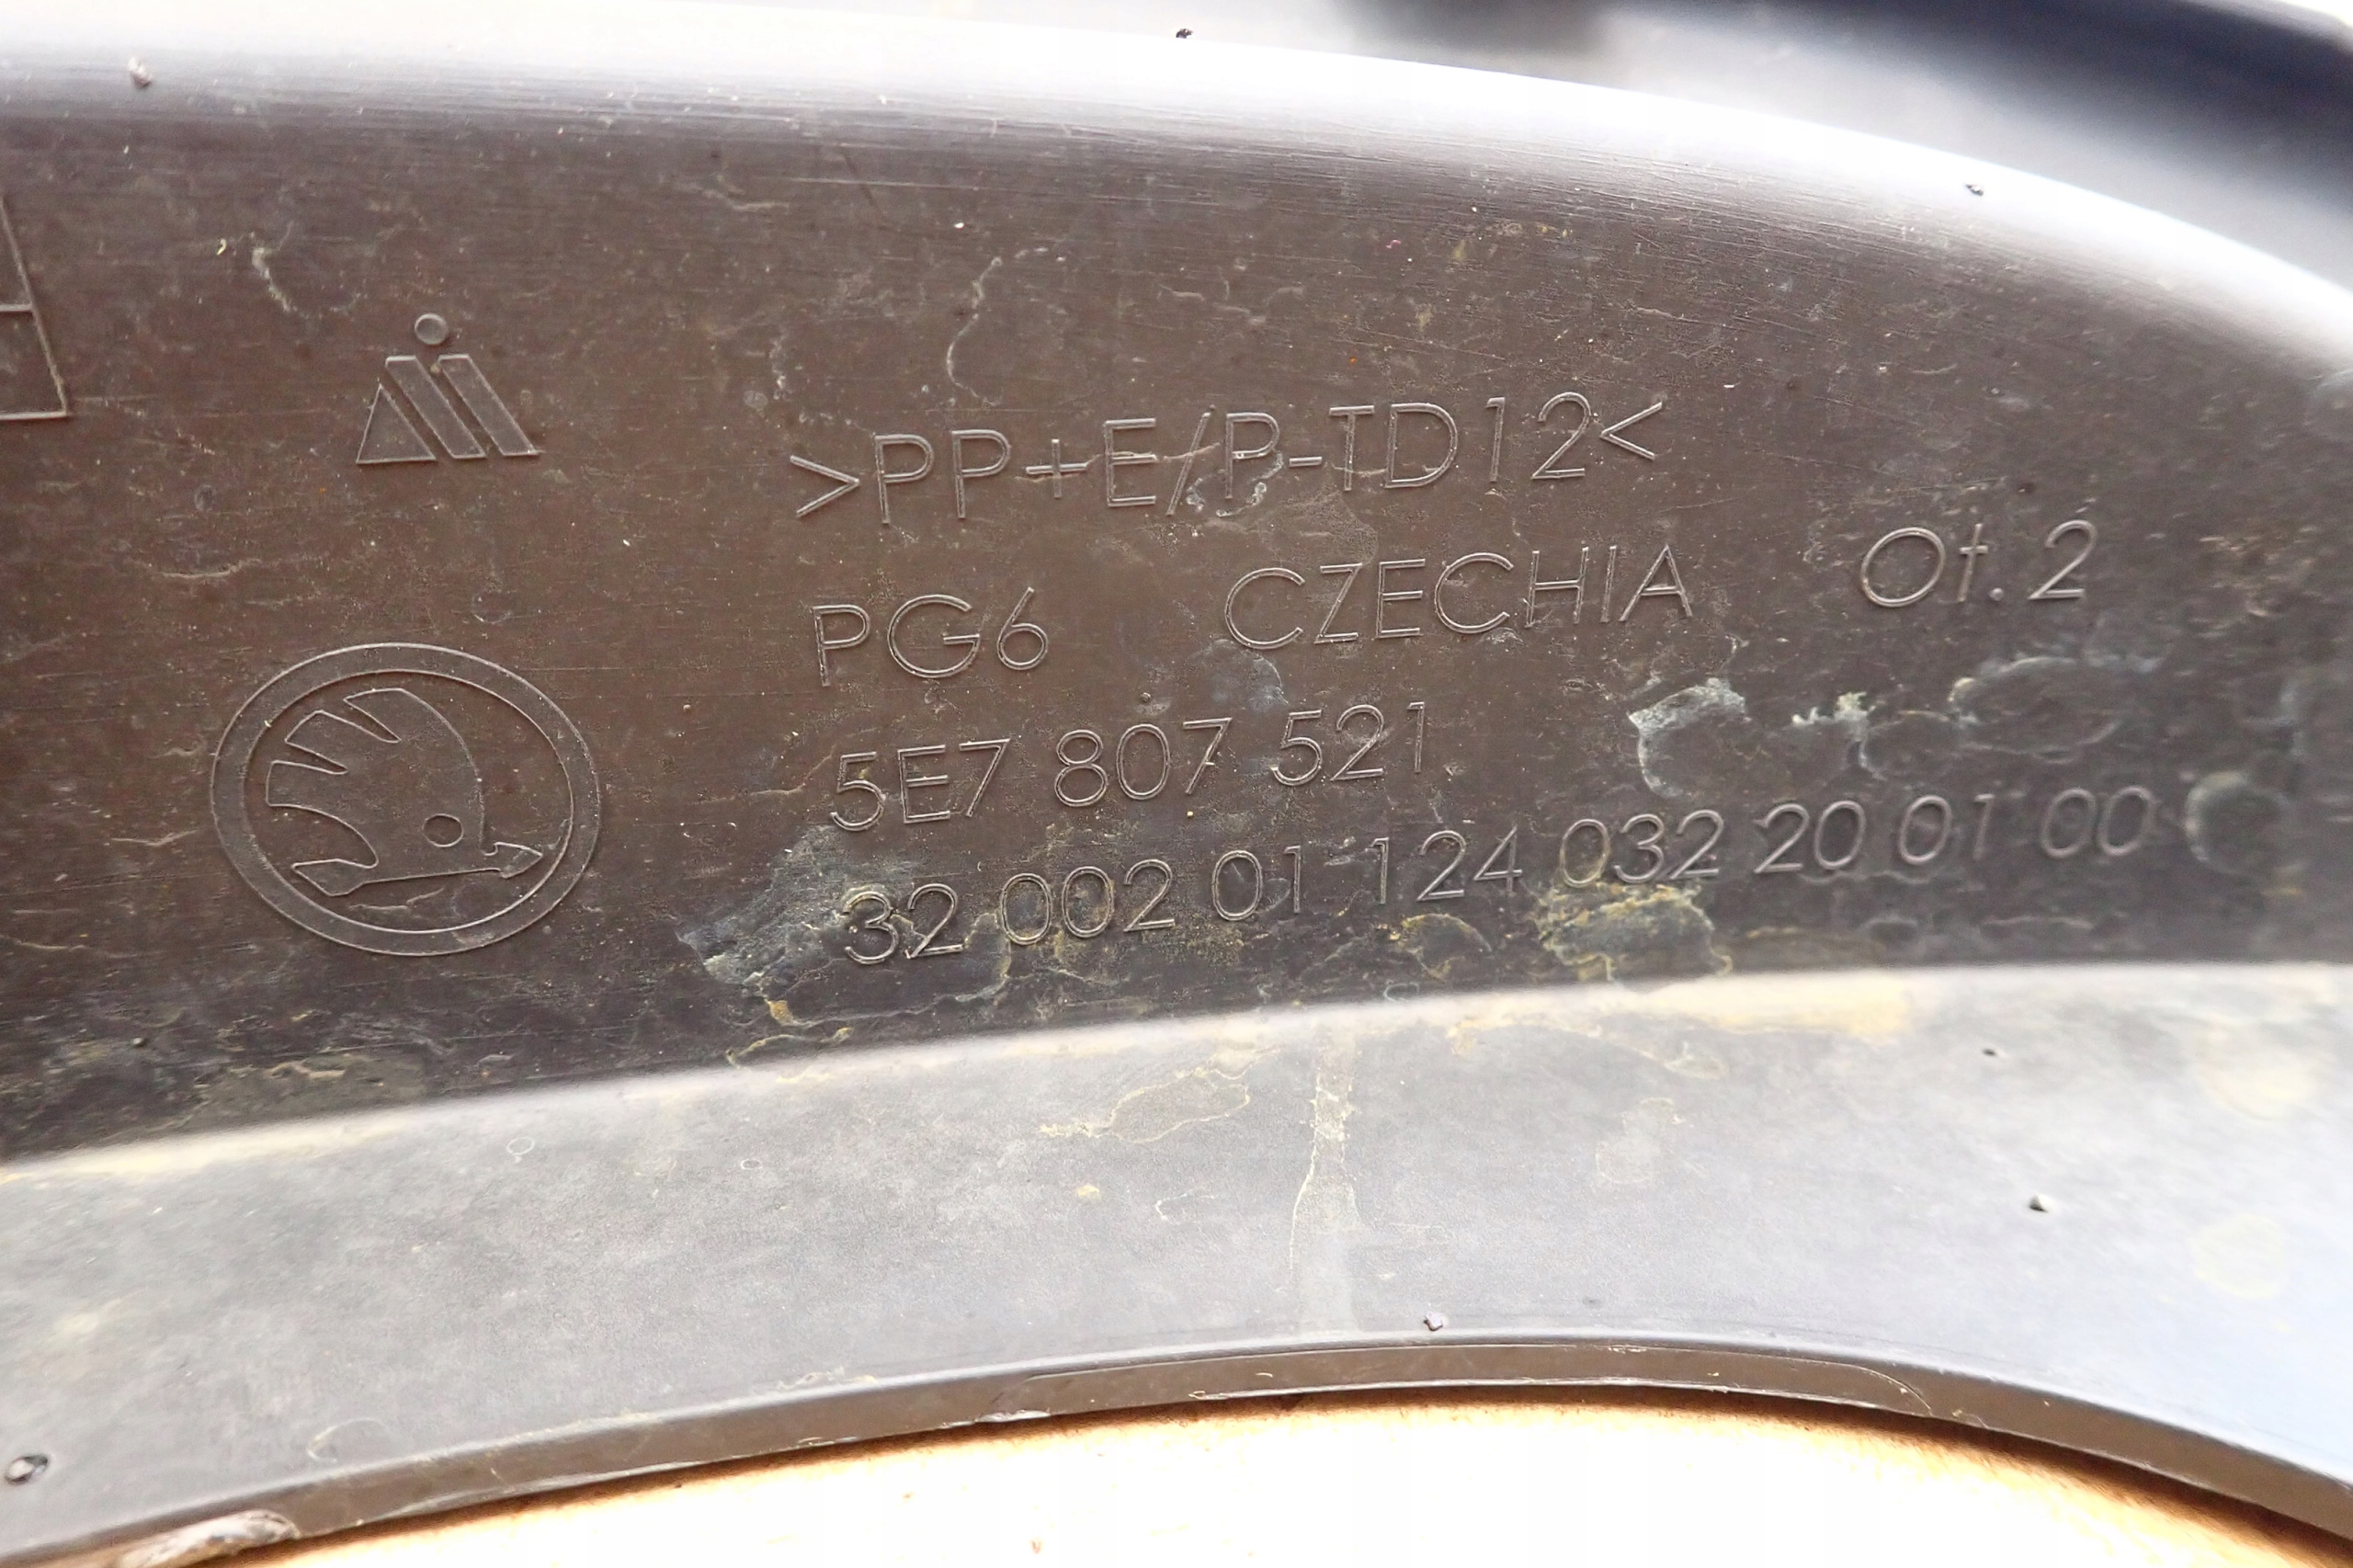 >PP+E/P-TD12<
PG6 CZECHIA Ot. 2
5E7 807 521
32 002 01 124 032 20 01 00